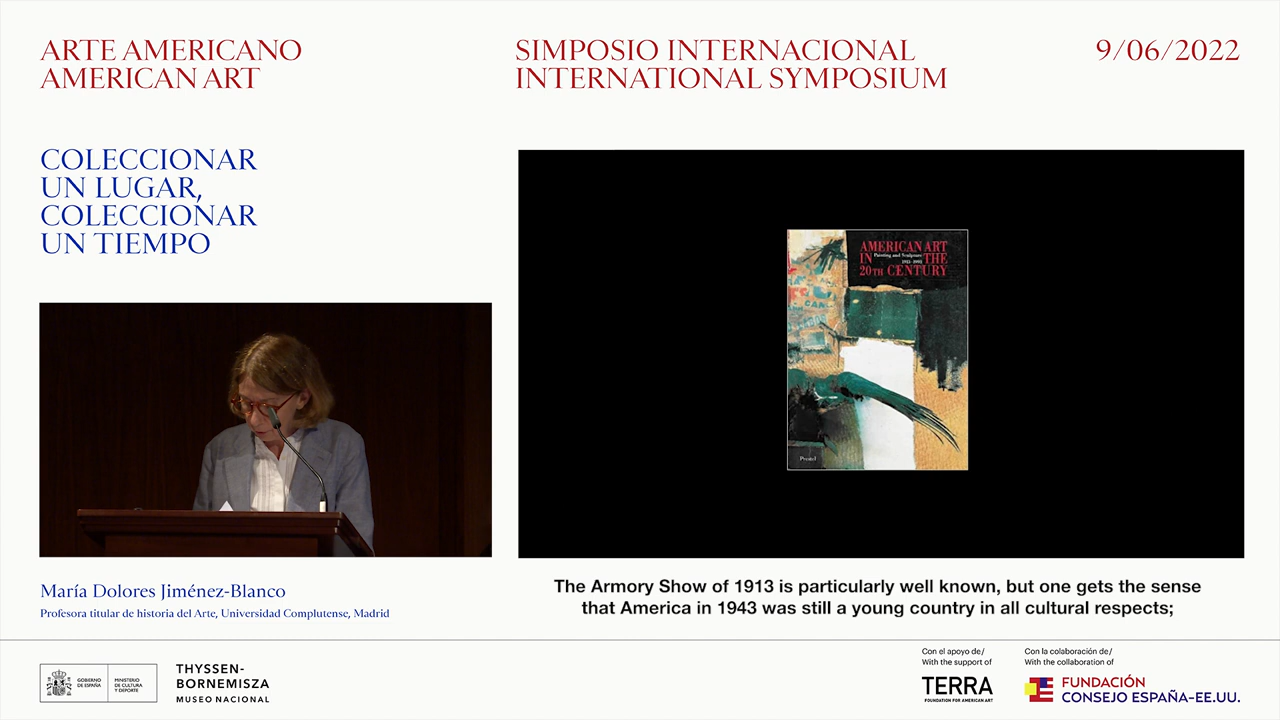 ARTE AMERICANO
AMERICAN ART
SIMPOSIO INTERNACIONAL
INTERNATIONAL SYMPOSIUM
9/06/2022
COLECCIONAR
UN LUGAR,
COLECCIONAR
UN TIEMPO
AMERICAN ART
IN Painting and Sculpture THE
1913-1993
20TH CENTURY
Prestel
María Dolores Jiménez-Blanco
Profesora titular de historia del Arte, Universidad Complutense, Madrid
The Armory Show of 1913 is particularly well known, but one gets the sense
that America in 1943 was still a young country in all cultural respects;
GOBIERNO
DE ESPAÑA
MINISTERIO
DE CULTURA
Y DEPORTE
THYSSEN-
BORNEMISZA
MUSEO NACIONAL
Con el apoyo de/
With the support of
TERRA
FOUNDATION FOR AMERICAN ART
Con la colaboración de/
With the collaboration of
FUNDACIÓN
CONSEJO ESPAÑA-EE.UU.